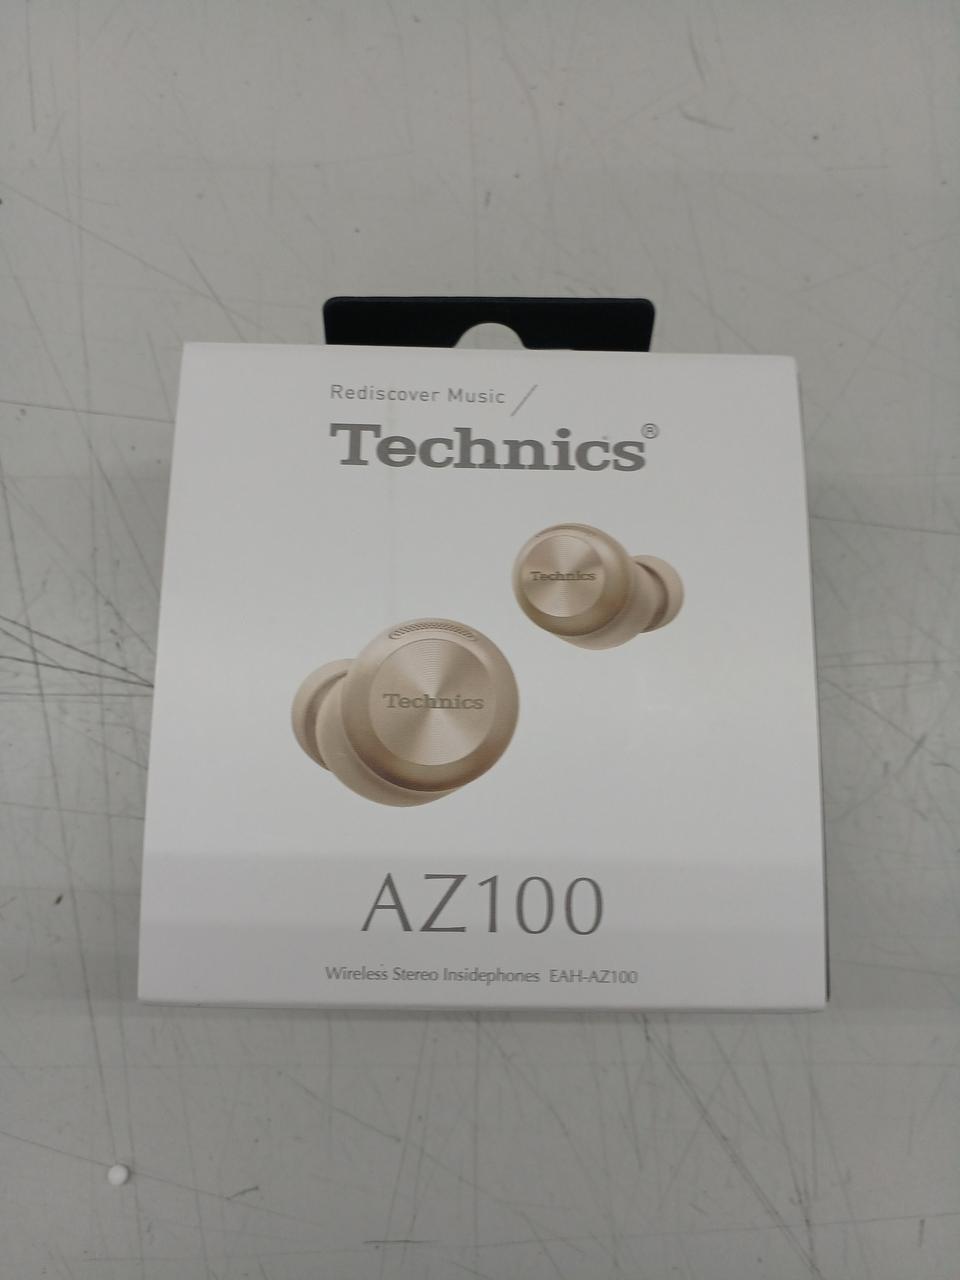 Rediscover Music /
Technics®
Technics
Technics
AZ100
Wireless Stereo Insidephones EAH-AZ100